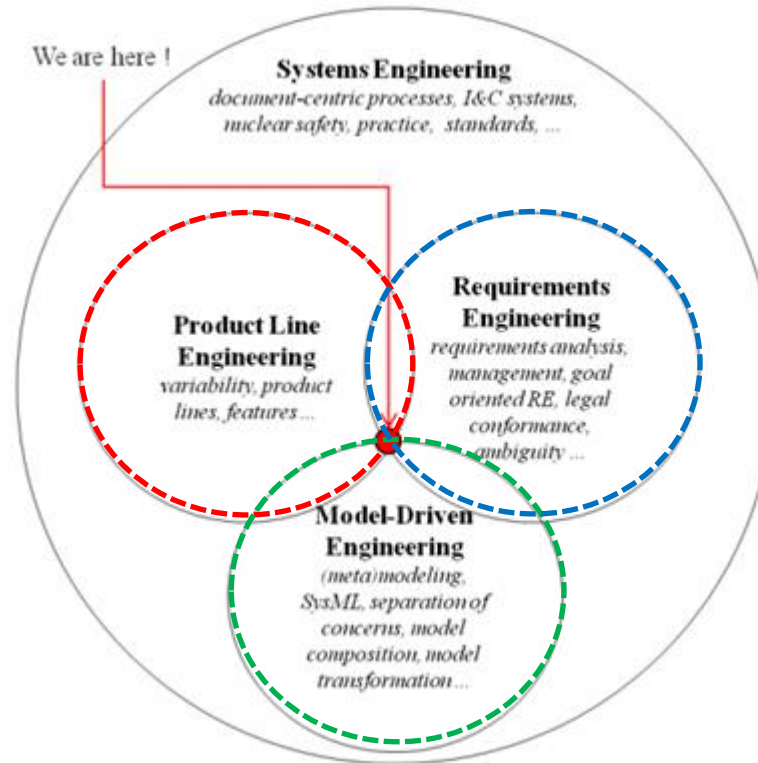 We are here !
Systems Engineering
document-centric processes, I&C systems,
nuclear safety, practice, standards, ...
Product Line
Engineering
variability, product
lines, features ...
Requirements
Engineering
requirements analysis,
management, goal
oriented RE, legal
conformance,
ambiguity ...
Model-Driven
Engineering
(meta)modeling,
SysML, separation of
concerns, model
composition, model
transformation ...